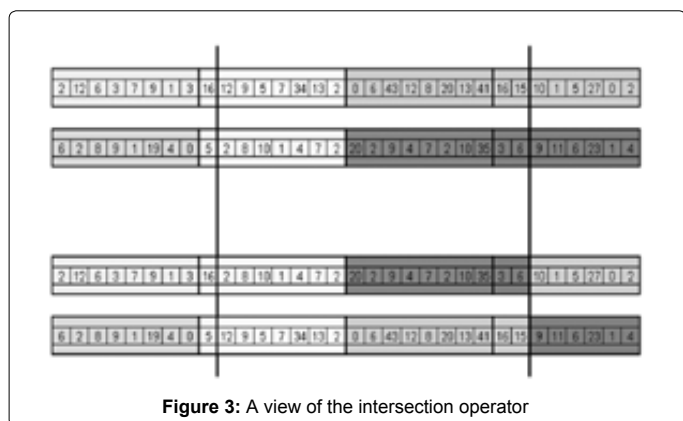 2 12 6 3 7 9 1 3 16 12 9 5 7 34 13 2 0 6 43 12 8 20 13 41 16 15 10 1 5 27 0 2
6 2 8 9 1 19 4 0 5 2 8 10 1 4 7 2 20 2 9 4 7 2 10 35 3 6 9 11 6 23 1 4
2 12 6 3 7 9 1 3 16 2 8 10 1 4 7 2 20 2 9 4 7 2 10 35 3 6 10 1 5 27 0 2
6 2 8 9 1 19 4 0 5 12 9 5 7 34 13 2 0 6 43 12 8 20 13 41 16 15 9 11 6 23 1 4
Figure 3: A view of the intersection operator